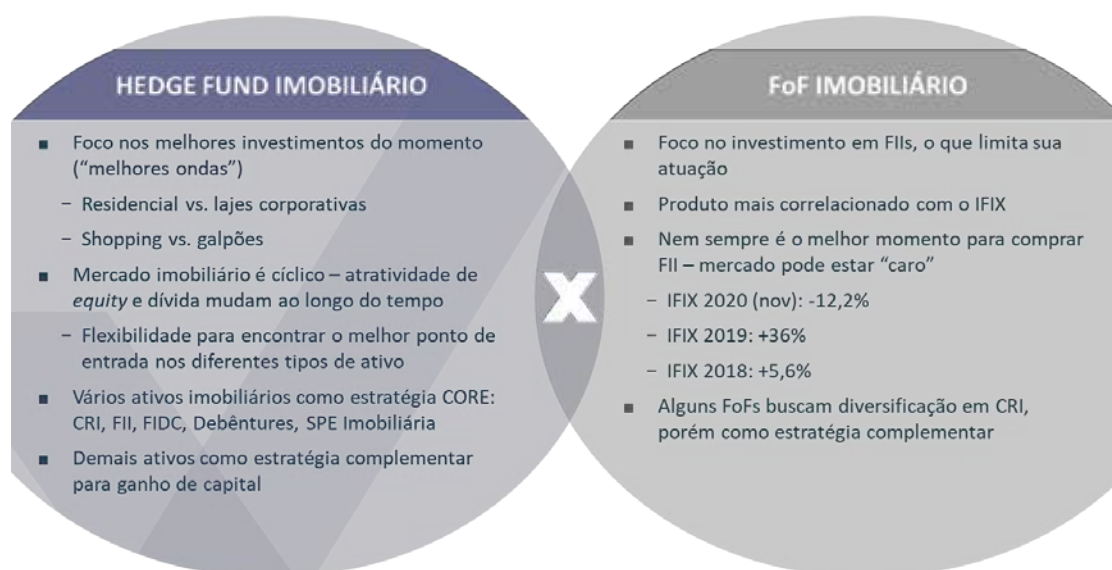 HEDGE FUND IMOBILIÁRIO
■ Foco nos melhores investimentos do momento
(“melhores ondas”)
− Residencial vs. lajes corporativas
− Shopping vs. galpões
■ Mercado imobiliário é cíclico – atratividade de
equity e dívida mudam ao longo do tempo
− Flexibilidade para encontrar o melhor ponto de
entrada nos diferentes tipos de ativo
■ Vários ativos imobiliários como estratégia CORE:
CRI, FII, FIDC, Debêntures, SPE Imobiliária
■ Demais ativos como estratégia complementar
para ganho de capital
X
FoF IMOBILIÁRIO
■ Foco no investimento em FIIs, o que limita sua
atuação
■ Produto mais correlacionado com o IFIX
■ Nem sempre é o melhor momento para comprar
FII – mercado pode estar “caro”
− IFIX 2020 (nov): -12,2%
− IFIX 2019: +36%
− IFIX 2018: +5,6%
■ Alguns FoFs buscam diversificação em CRI,
porém como estratégia complementar